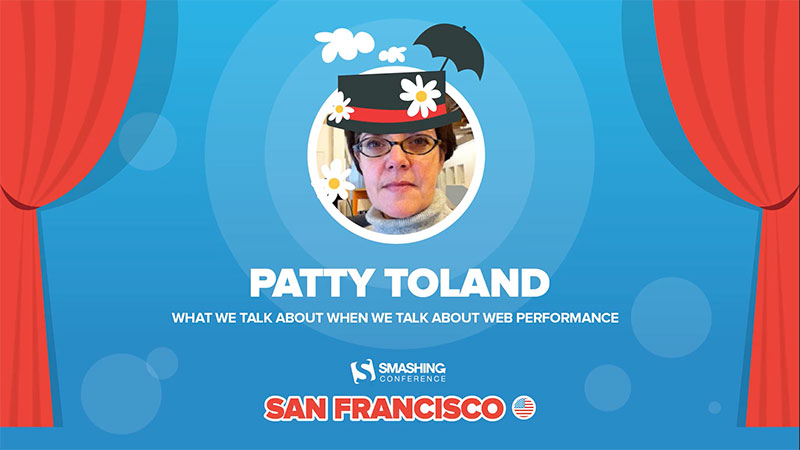 PATTY TOLAND
WHAT WE TALK ABOUT WHEN WE TALK ABOUT WEB PERFORMANCE
SMASHING
CONFERENCE
SAN FRANCISCO